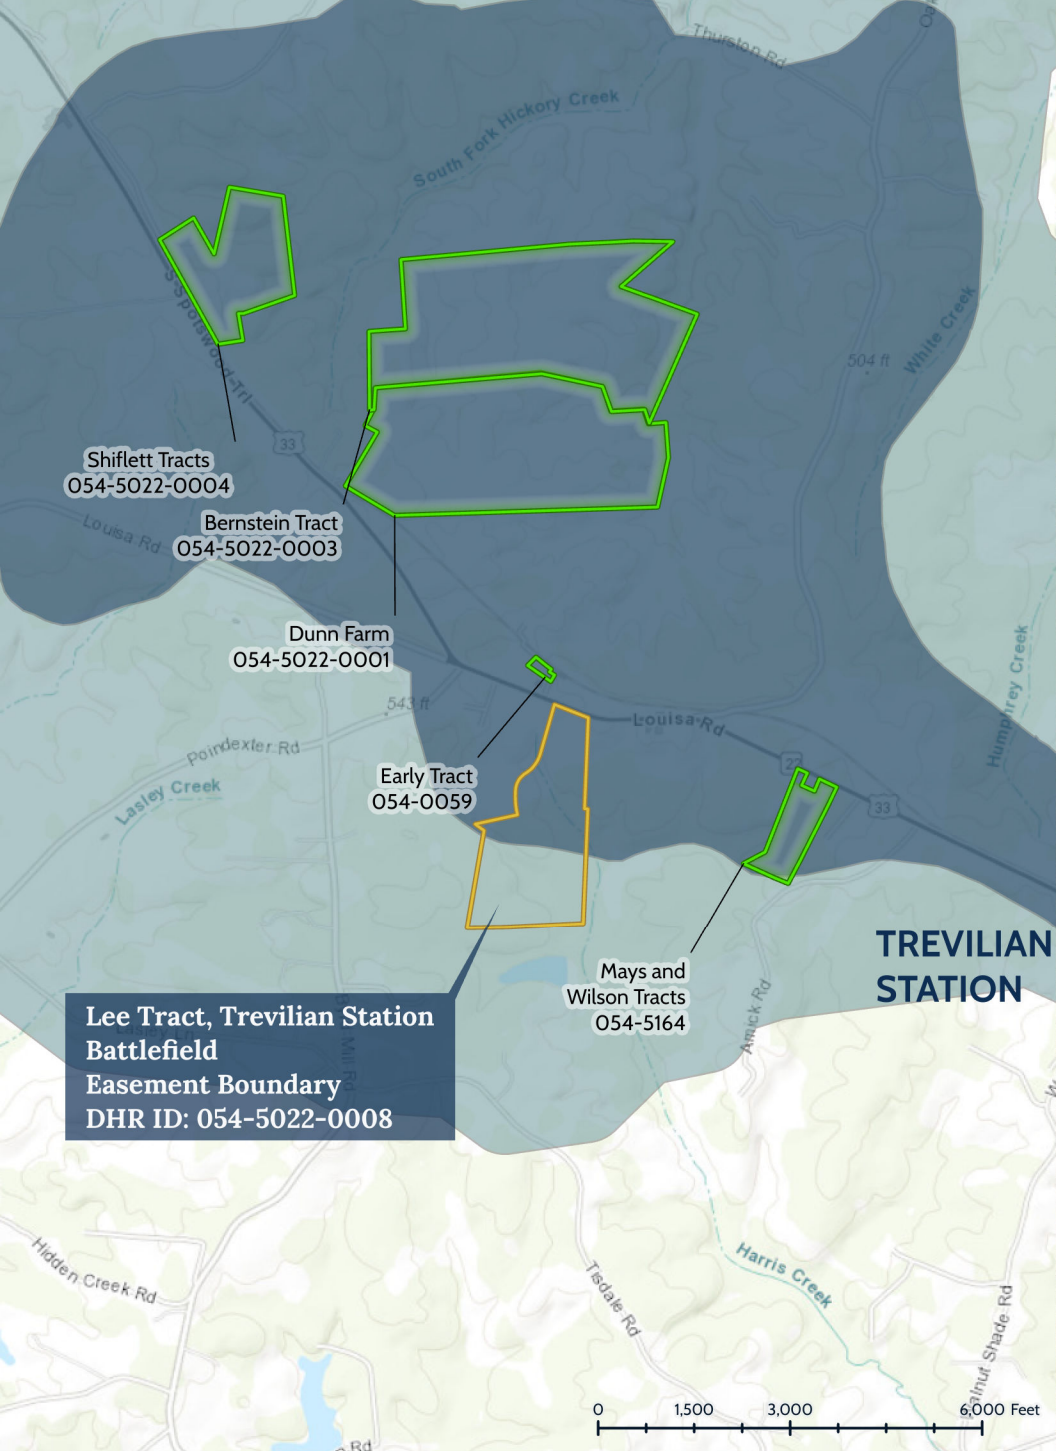 Thurston Rd
South Fork Hickory Creek
S Spotswood Trl
White Creek
504 ft
33
Shiflett Tracts
054-5022-0004
Louisa Rd
Bernstein Tract
054-5022-0003
Dunn Farm
054-5022-0001
Humphrey Creek
543 ft
Louisa Rd
Poindexter Rd
Lasley Creek
Early Tract
054-0059
22
33
TREVILIAN
STATION
Mays and
Wilson Tracts
054-5164
Amick Rd
Lee Tract, Trevilian Station
Battlefield
Easement Boundary
DHR ID: 054-5022-0008
Hidden Creek Rd
Tisdale Rd
Harris Creek
Walnut Shade Rd
Rd
0 1,500 3,000 6,000 Feet